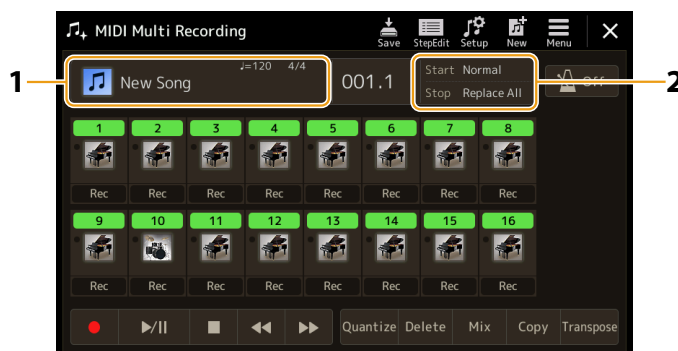 MIDI Multi Recording
Save StepEdit Setup New Menu
1 New Song ♩=120 4/4 001.1 Start Normal Stop Replace All Off 2
1 2 3 4 5 6 7 8
Rec Rec Rec Rec Rec Rec Rec Rec
9 10 11 12 13 14 15 16
Rec Rec Rec Rec Rec Rec Rec Rec
Quantize Delete Mix Copy Transpose